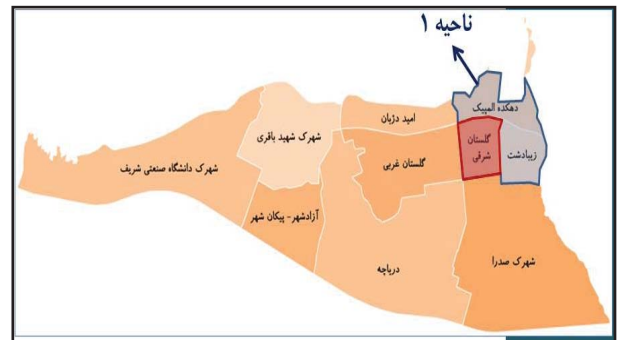 ناحیه ۱
دهکده المپیک
امید دژبان
گلستان
شرقی
زیبادشت
شهرک شهید باقری
گلستان غربی
شهرک دانشگاه صنعتی شریف
آزادشهر- پیکان شهر
دریاچه
شهرک صدرا